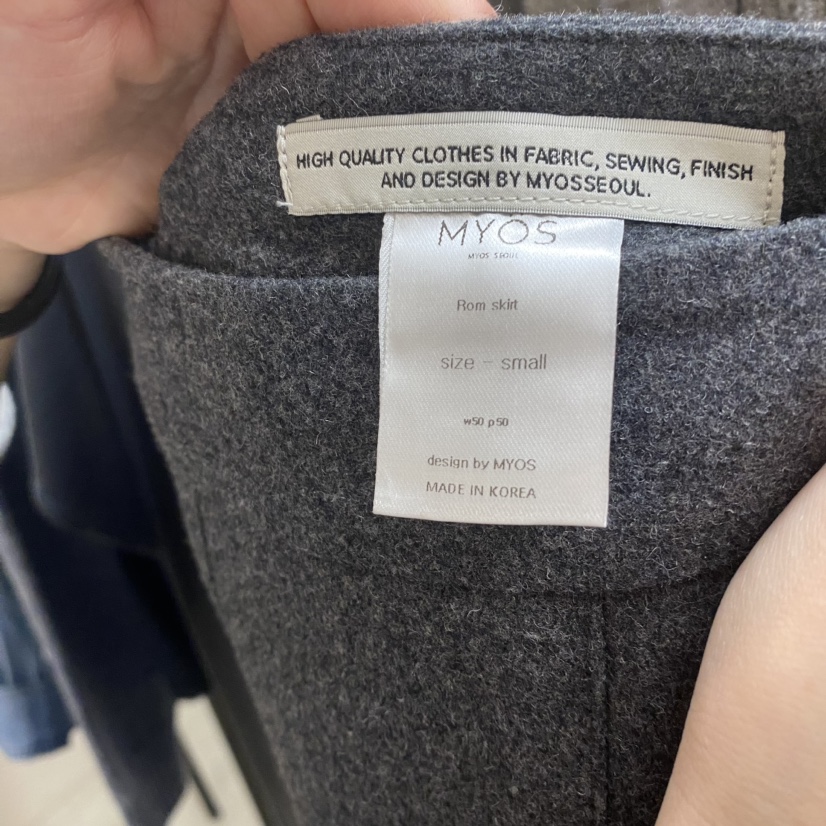 HIGH QUALITY CLOTHES IN FABRIC, SEWING, FINISH
AND DESIGN BY MYOSSEOUL.
MYOS
MYOS SEOUL
Rom skirt
size - small
w50 p50
design by MYOS
MADE IN KOREA